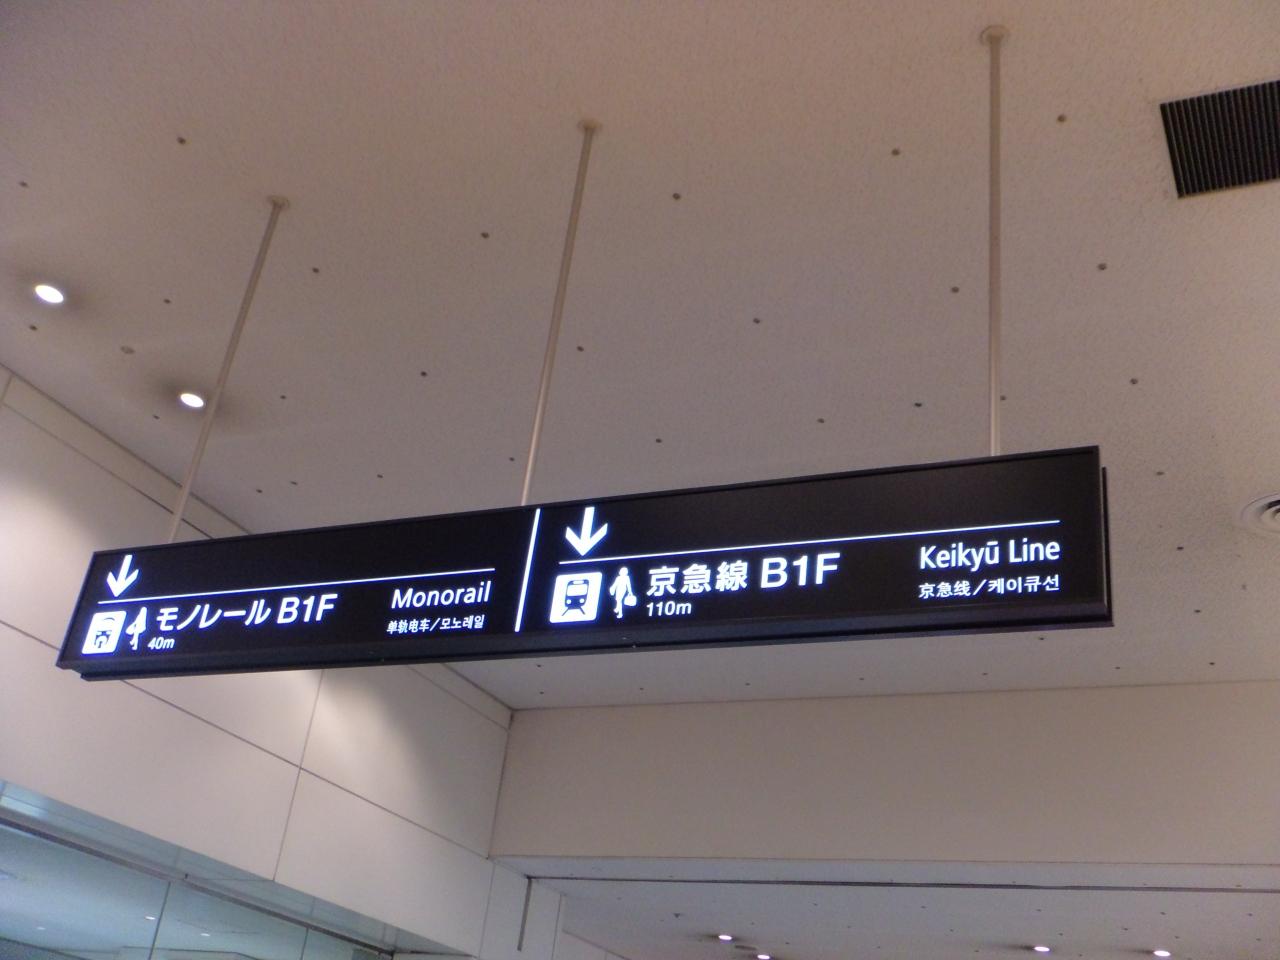 モノレール B1F
40m
Monorail
单轨电车/모노레일
京急線 B1F
110m
Keikyū Line
京急线/케이큐선